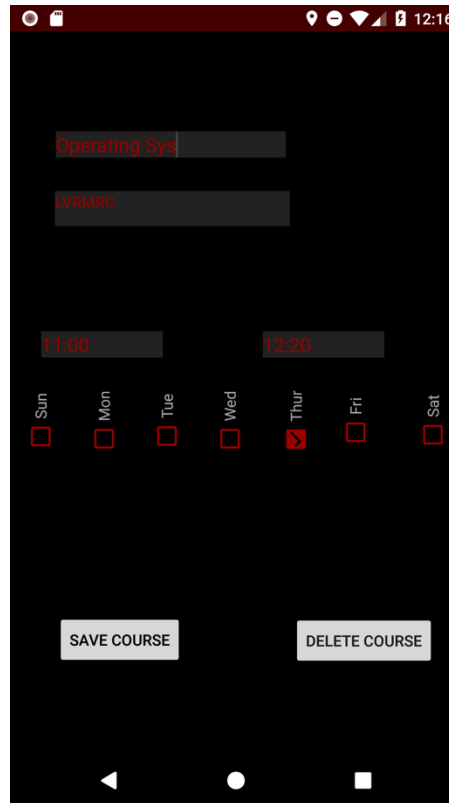 12:16
Operating Sys
LVRMRC
11:00 12:20
Sun Mon Tue Wed Thur Fri Sat
SAVE COURSE DELETE COURSE